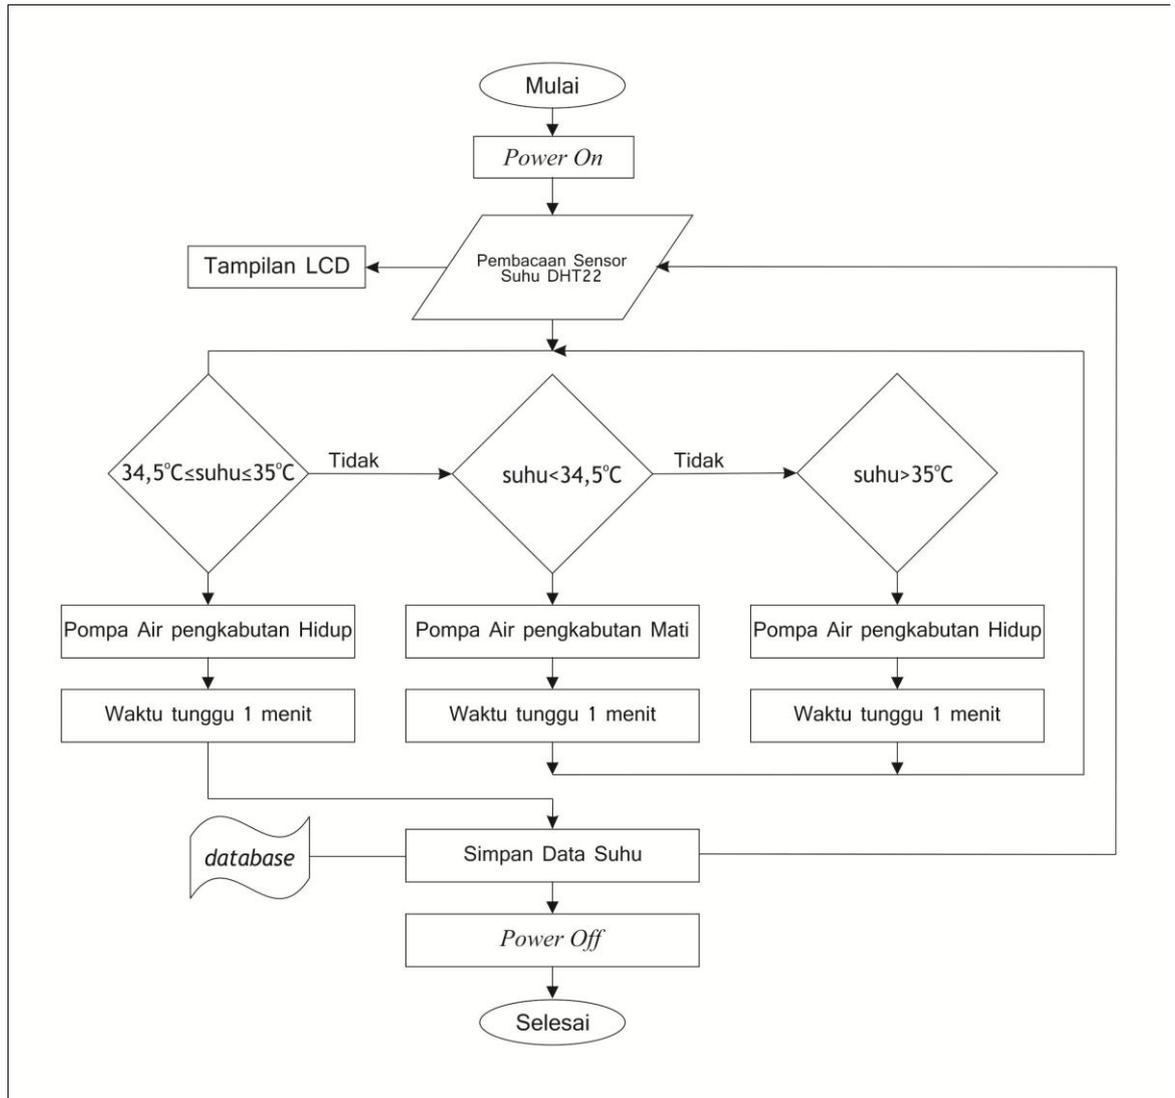 Mulai
Power On
Pembacaan Sensor
Suhu DHT22
Tampilan LCD
34,5°C≤suhu≤35°C
Tidak
suhu<34,5°C
Tidak
suhu>35°C
Pompa Air pengkabutan Hidup
Pompa Air pengkabutan Mati
Pompa Air pengkabutan Hidup
Waktu tunggu 1 menit
Waktu tunggu 1 menit
Waktu tunggu 1 menit
database
Simpan Data Suhu
Power Off
Selesai